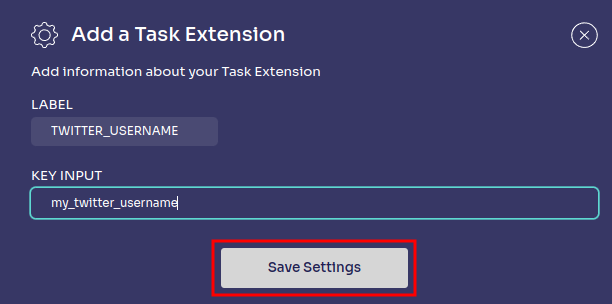 Add a Task Extension
Add information about your Task Extension
LABEL
TWITTER_USERNAME
KEY INPUT
my_twitter_username
Save Settings